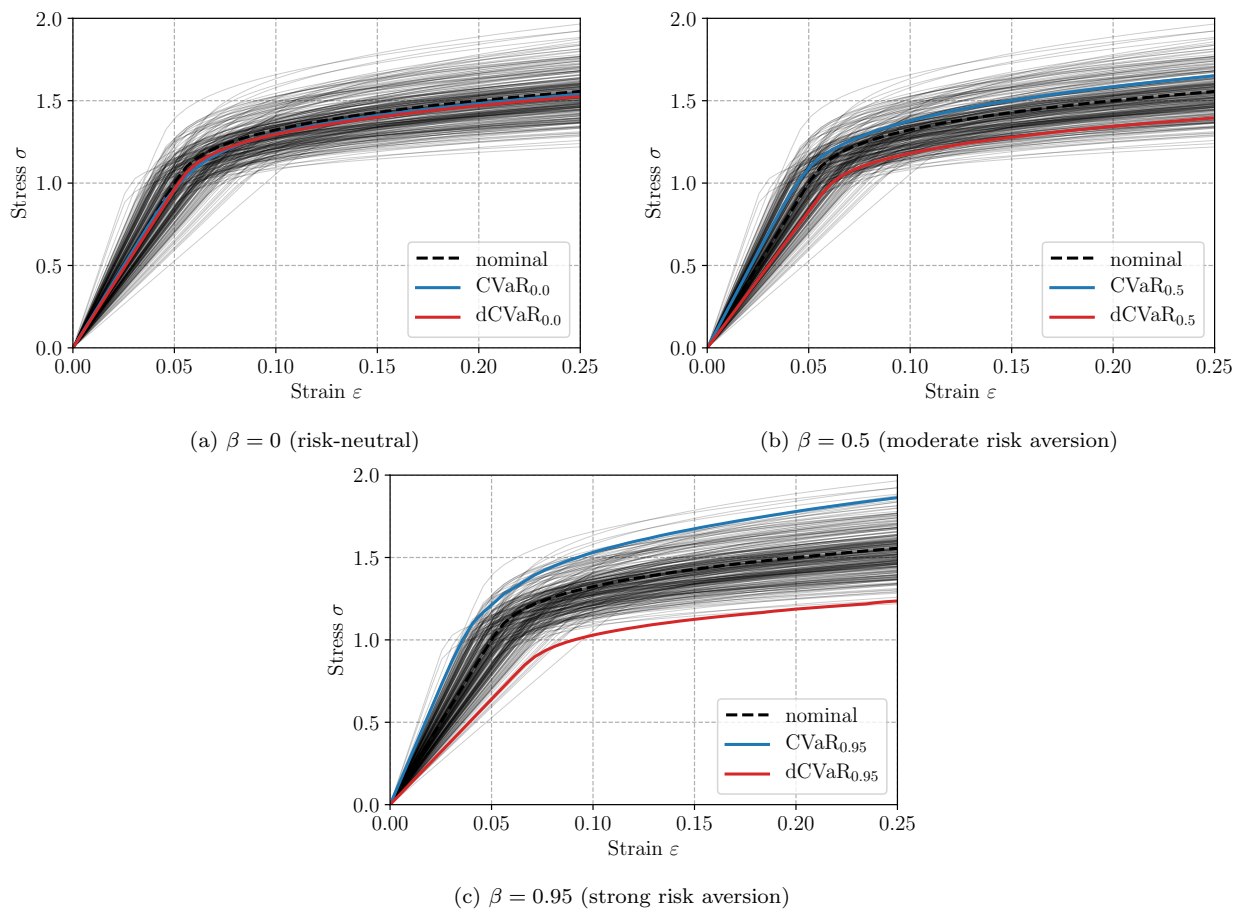 2.0
1.5
1.0
0.5
0.0
Stress σ
0.00 0.05 0.10 0.15 0.20 0.25
Strain ε
nominal
CVaR₀.₀
dCVaR₀.₀
(a) β = 0 (risk-neutral)
2.0
1.5
1.0
0.5
0.0
Stress σ
0.00 0.05 0.10 0.15 0.20 0.25
Strain ε
nominal
CVaR₀.₅
dCVaR₀.₅
(b) β = 0.5 (moderate risk aversion)
2.0
1.5
1.0
0.5
0.0
Stress σ
0.00 0.05 0.10 0.15 0.20 0.25
Strain ε
nominal
CVaR₀.₉₅
dCVaR₀.₉₅
(c) β = 0.95 (strong risk aversion)